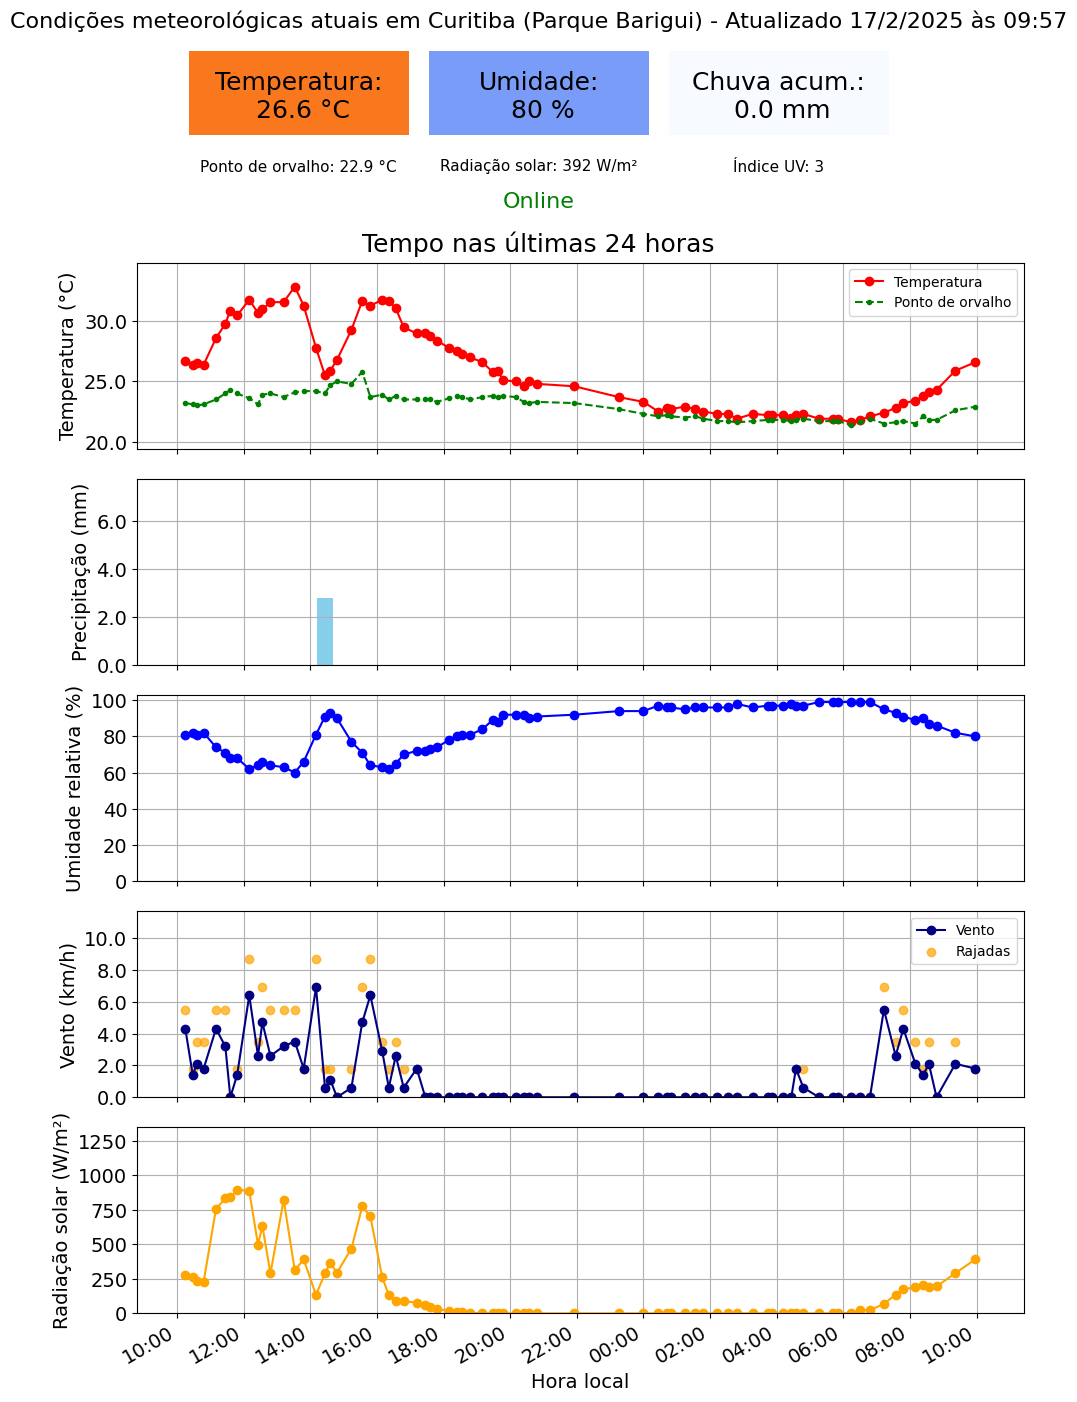 Condições meteorológicas atuais em Curitiba (Parque Barigui) - Atualizado 17/2/2025 às 09:57
Temperatura:
26.6 °C
Umidade:
80 %
Chuva acum.:
0.0 mm
Ponto de orvalho: 22.9 °C
Radiação solar: 392 W/m²
Índice UV: 3
Online
Tempo nas últimas 24 horas
Temperatura (°C)
30.0
25.0
20.0
Temperatura
Ponto de orvalho
Precipitação (mm)
6.0
4.0
2.0
0.0
Umidade relativa (%)
100
80
60
40
20
0
Vento (km/h)
10.0
8.0
6.0
4.0
2.0
0.0
Vento
Rajadas
Radiação solar (W/m²)
1250
1000
750
500
250
0
10:00
12:00
14:00
16:00
18:00
20:00
22:00
00:00
02:00
04:00
06:00
08:00
10:00
Hora local